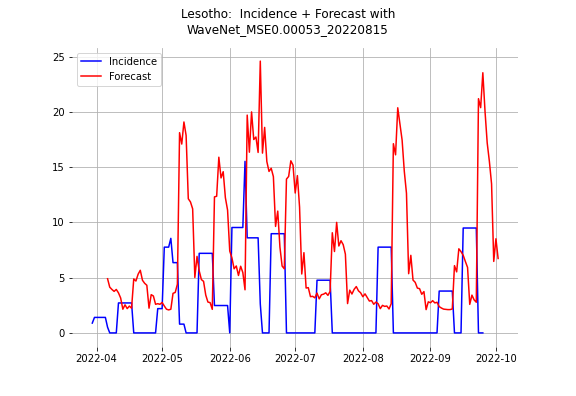 Lesotho: Incidence + Forecast with
WaveNet_MSE0.00053_20220815
Incidence
Forecast
25
20
15
10
5
0
2022-04 2022-05 2022-06 2022-07 2022-08 2022-09 2022-10